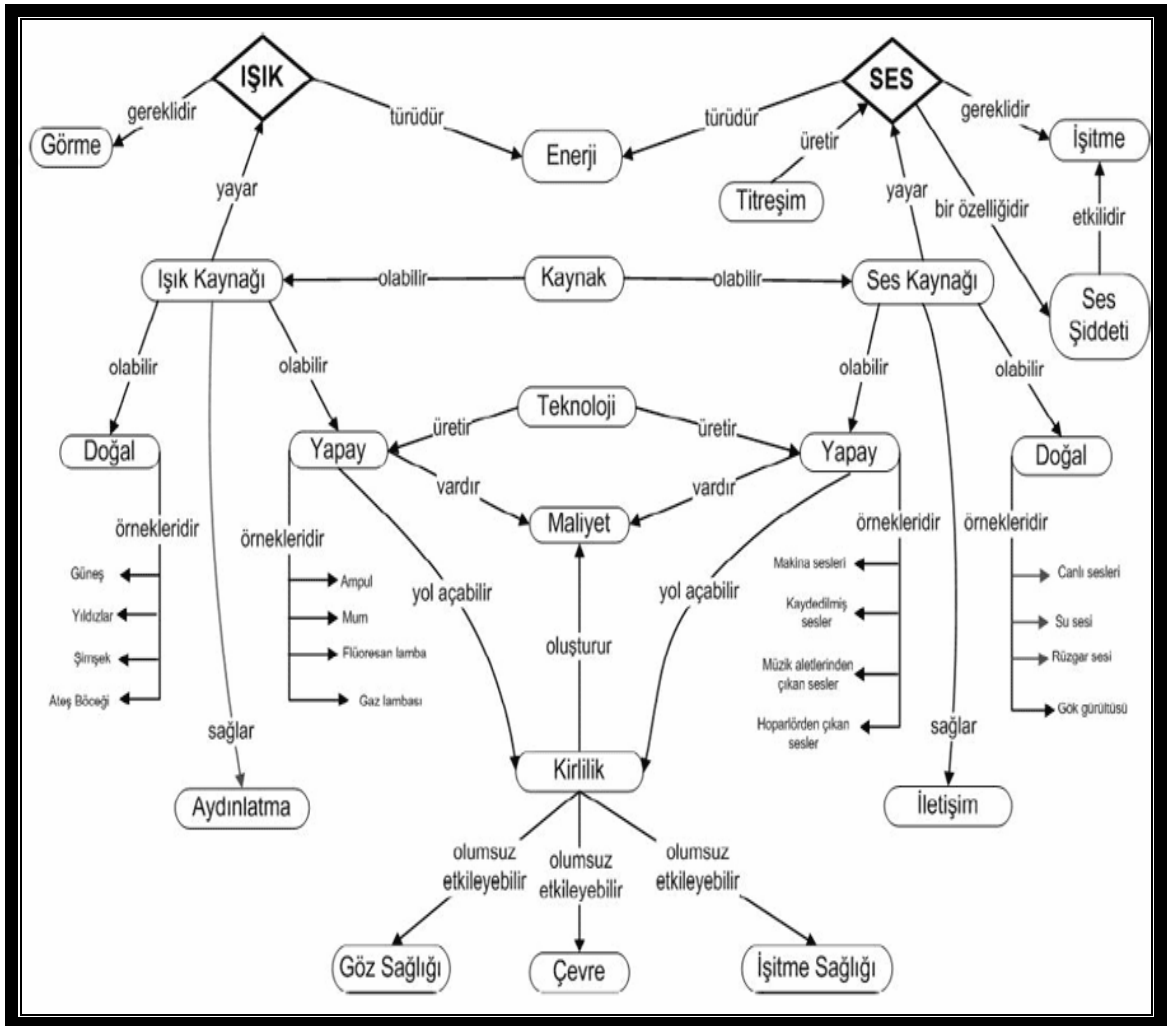 IŞIK
SES
gereklidir
türüdür
türüdür
gereklidir
Görme
Enerji
üretir
İşitme
yayar
Titreşim
yayar
bir özelliğidir
etkilidir
Işık Kaynağı
olabilir
Kaynak
olabilir
Ses Kaynağı
Ses
Şiddeti
olabilir
olabilir
olabilir
olabilir
Teknoloji
üretir
üretir
Doğal
Yapay
Yapay
Doğal
vardır
vardır
Maliyet
örnekleridir
örnekleridir
örnekleridir
örnekleridir
Güneş
Yıldızlar
Şimşek
Ateş Böceği
Ampul
Mum
Flüoresan lamba
Gaz lambası
yol açabilir
oluşturur
yol açabilir
Makina sesleri
Kaydedilmiş
sesler
Müzik aletlerinden
çıkan sesler
Hoparlörden çıkan
sesler
Canlı sesleri
Su sesi
Rüzgar sesi
Gök gürültüsü
sağlar
sağlar
Kirlilik
Aydınlatma
İletişim
olumsuz
etkileyebilir
olumsuz
etkileyebilir
olumsuz
etkileyebilir
Göz Sağlığı
Çevre
İşitme Sağlığı